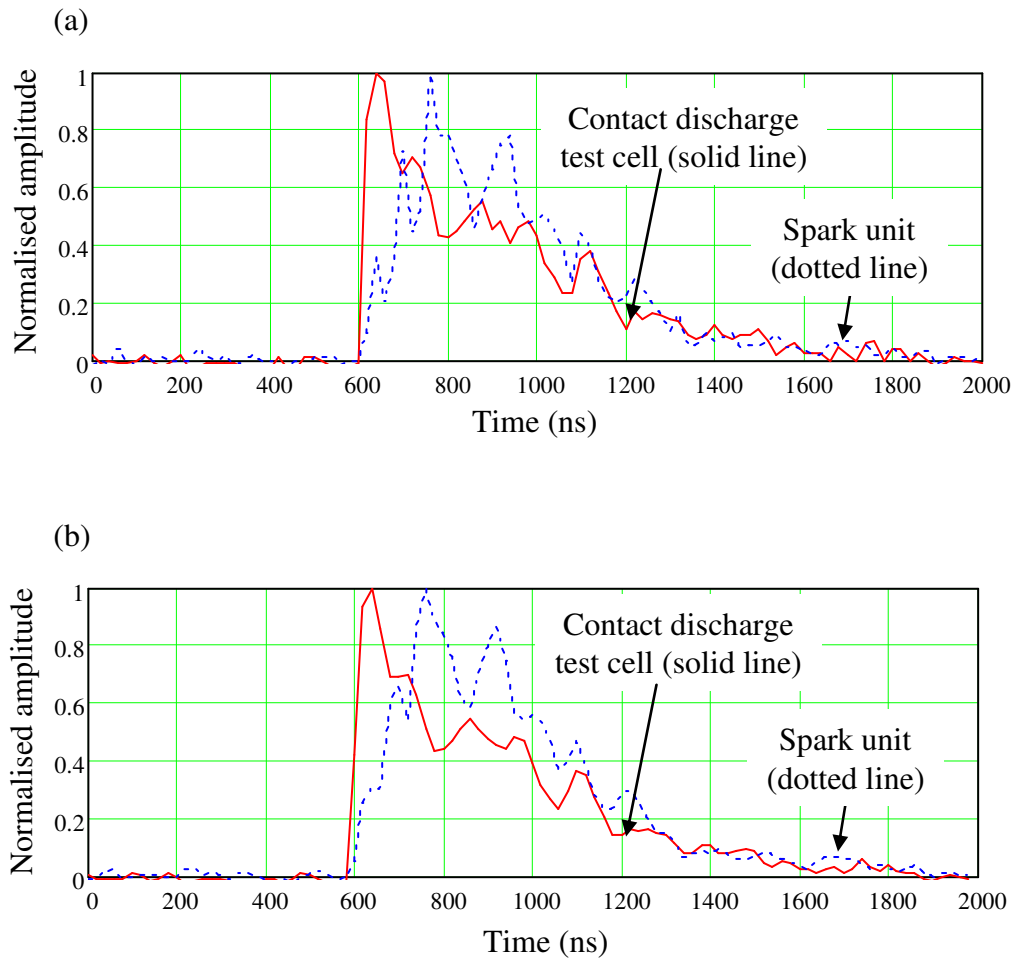 (a)
Normalised amplitude
1
0.8
0.6
0.4
0.2
0
Contact discharge
test cell (solid line)
Spark unit
(dotted line)
0 200 400 600 800 1000 1200 1400 1600 1800 2000
Time (ns)
(b)
Normalised amplitude
1
0.8
0.6
0.4
0.2
0
Contact discharge
test cell (solid line)
Spark unit
(dotted line)
0 200 400 600 800 1000 1200 1400 1600 1800 2000
Time (ns)